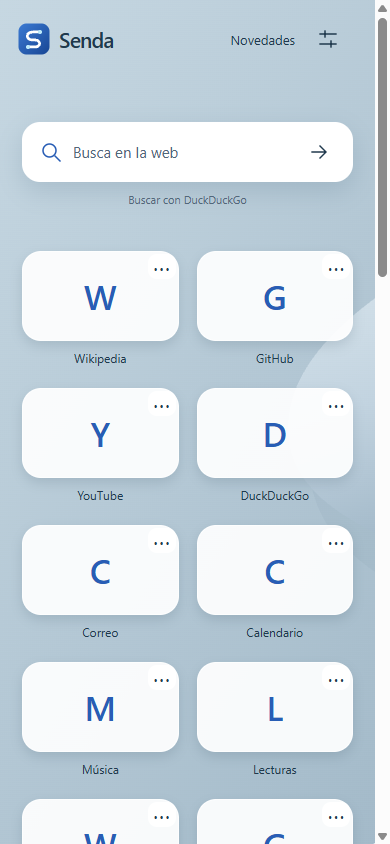 S Senda
Novedades
Busca en la web
Buscar con DuckDuckGo
W
G
Wikipedia
GitHub
Y
D
YouTube
DuckDuckGo
C
C
Correo
Calendario
M
L
Música
Lecturas
W
G